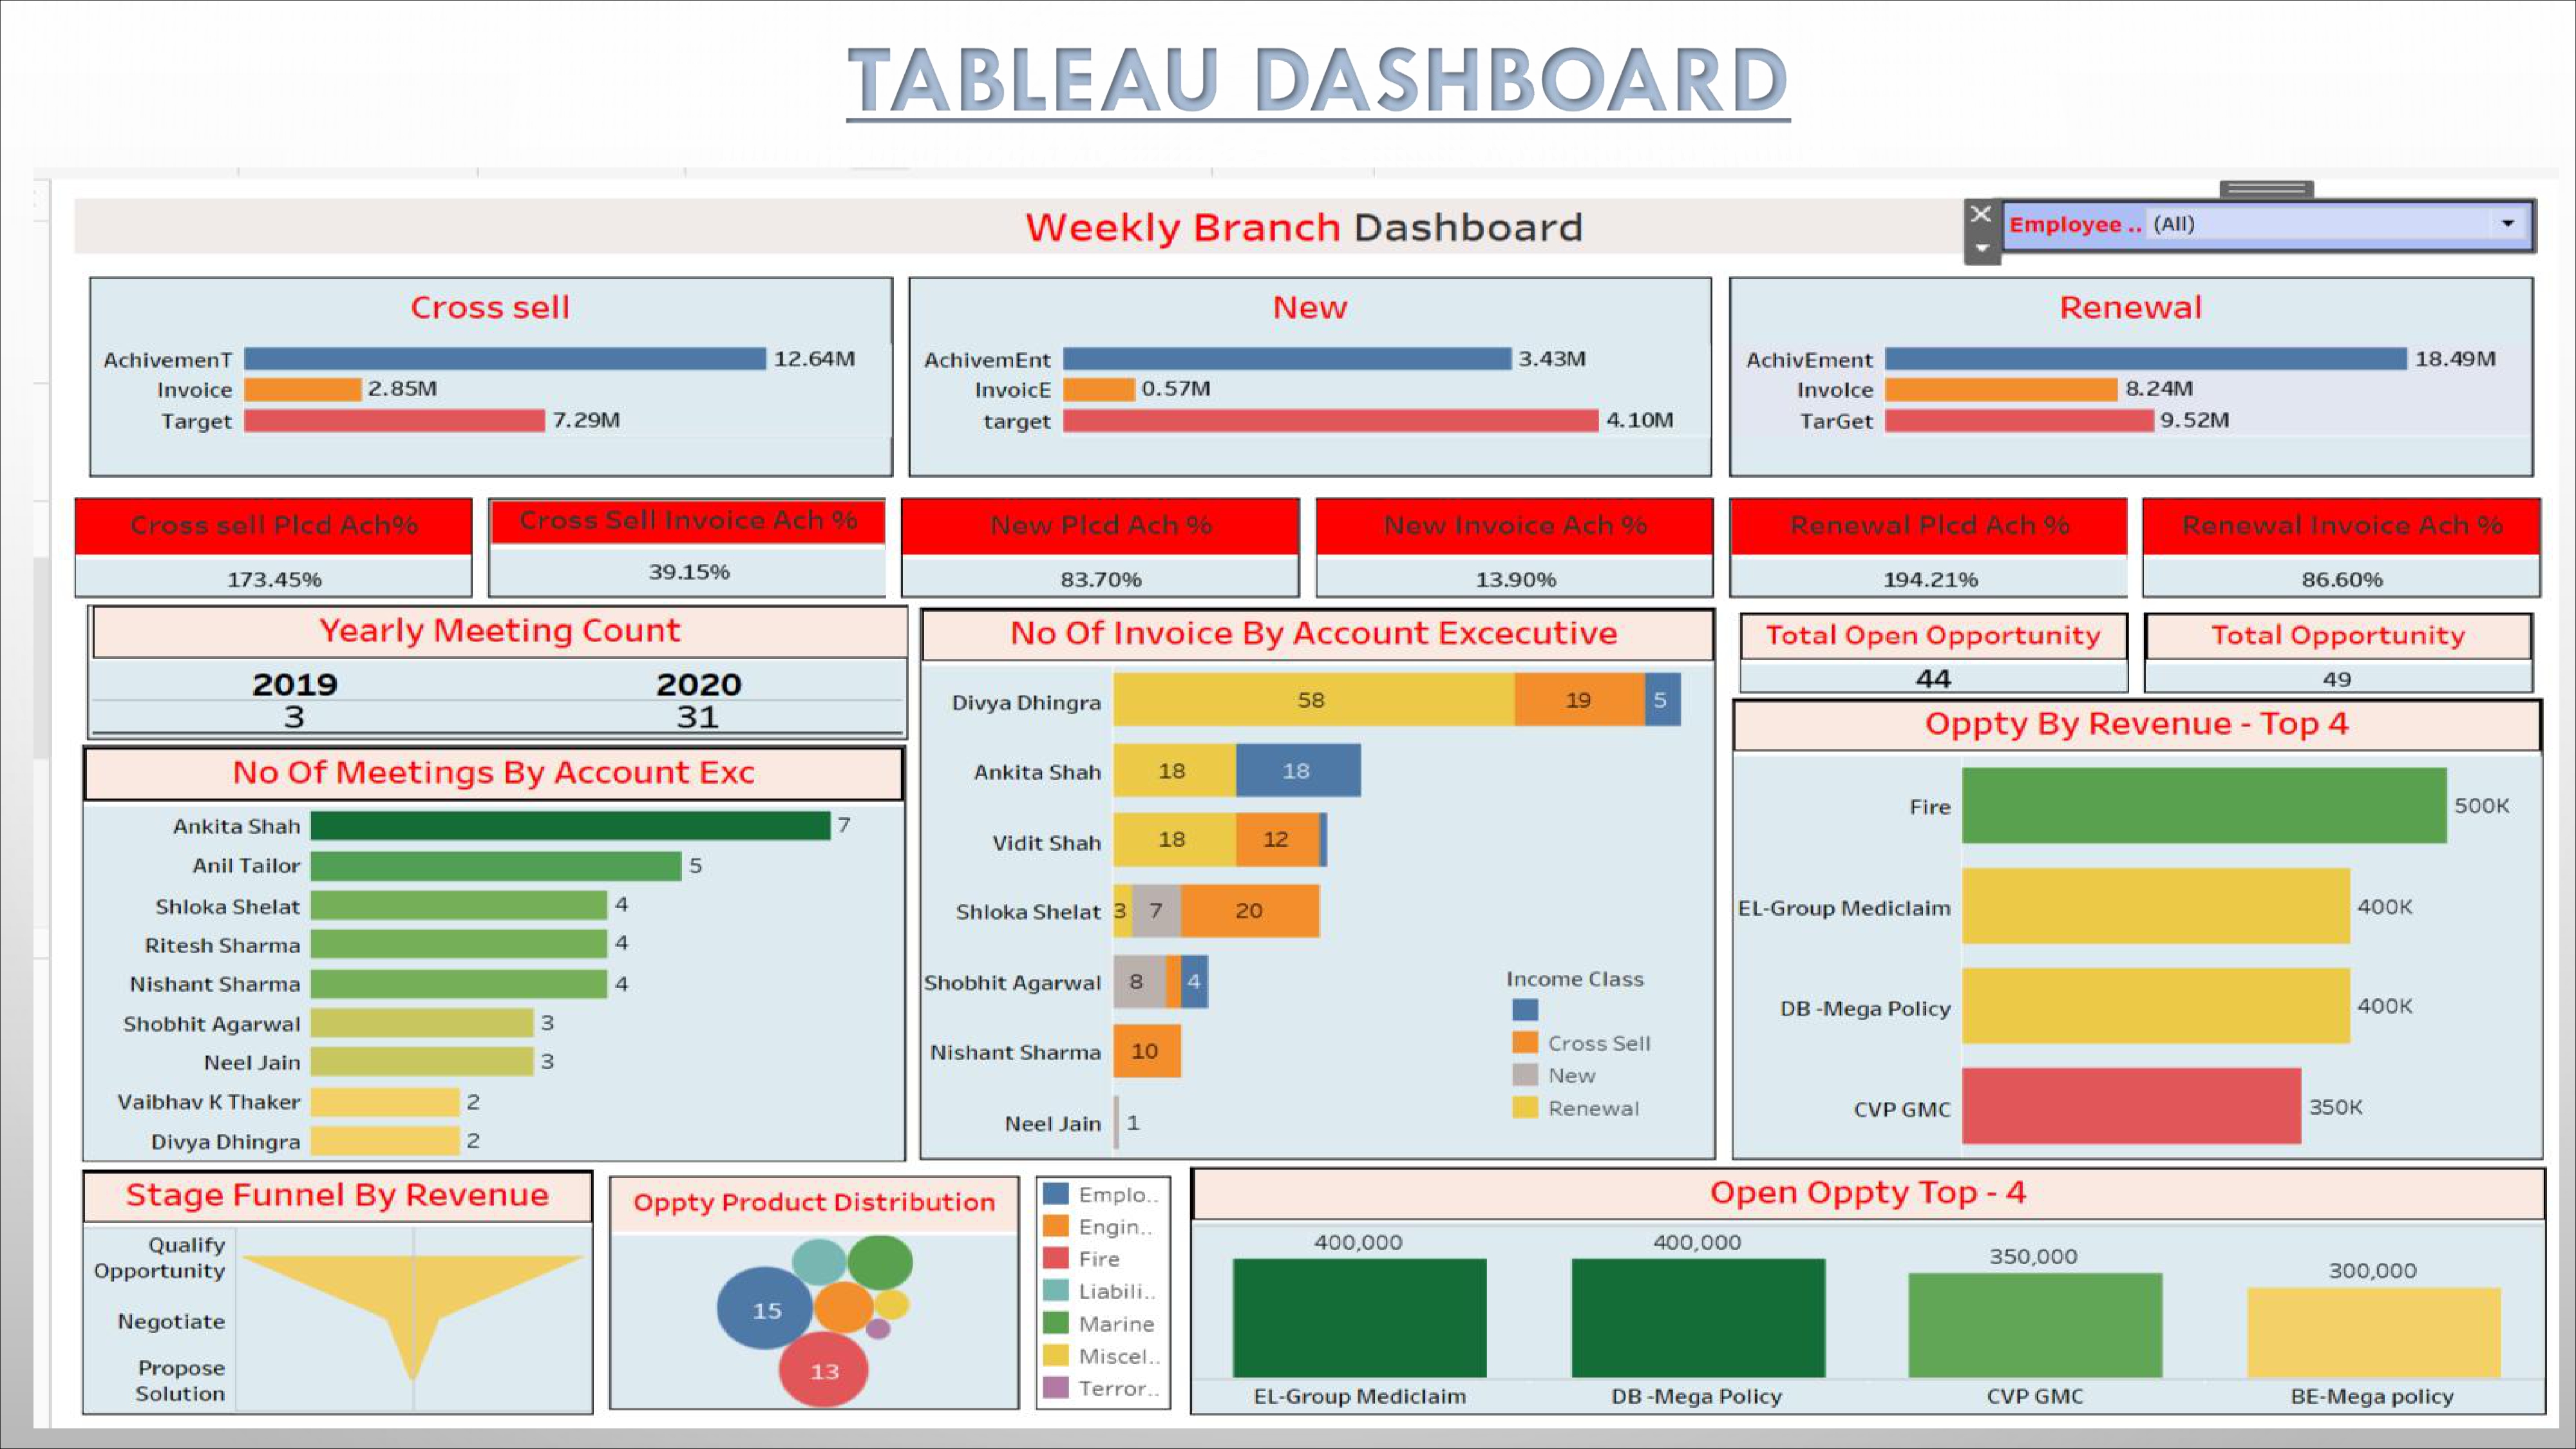 TABLEAU DASHBOARD
Weekly Branch Dashboard
Employee .. (All)
Cross sell
AchivemenT 12.64M
Invoice 2.85M
Target 7.29M
New
AchivemEnt 3.43M
InvoicE 0.57M
target 4.10M
Renewal
AchivEment 18.49M
InvoIce 8.24M
TarGet 9.52M
Cross sell Plcd Ach%
173.45%
Cross Sell Invoice Ach %
39.15%
New Plcd Ach %
83.70%
New Invoice Ach %
13.90%
Renewal Plcd Ach %
194.21%
Renewal Invoice Ach %
86.60%
Yearly Meeting Count
2019 2020
3 31
No Of Meetings By Account Exc
Ankita Shah 7
Anil Tailor 5
Shloka Shelat 4
Ritesh Sharma 4
Nishant Sharma 4
Shobhit Agarwal 3
Neel Jain 3
Vaibhav K Thaker 2
Divya Dhingra 2
No Of Invoice By Account Excecutive
Divya Dhingra 58 19 5
Ankita Shah 18 18
Vidit Shah 18 12
Shloka Shelat 3 7 20
Shobhit Agarwal 8 4
Nishant Sharma 10
Neel Jain 1
Income Class
Cross Sell
New
Renewal
Total Open Opportunity
44
Total Opportunity
49
Oppty By Revenue - Top 4
Fire 500K
EL-Group Mediclaim 400K
DB -Mega Policy 400K
CVP GMC 350K
Stage Funnel By Revenue
Qualify
Opportunity
Negotiate
Propose
Solution
Oppty Product Distribution
15
13
Emplo..
Engin..
Fire
Liabili..
Marine
Miscel..
Terror..
Open Oppty Top - 4
400,000 400,000 350,000 300,000
EL-Group Mediclaim DB -Mega Policy CVP GMC BE-Mega policy